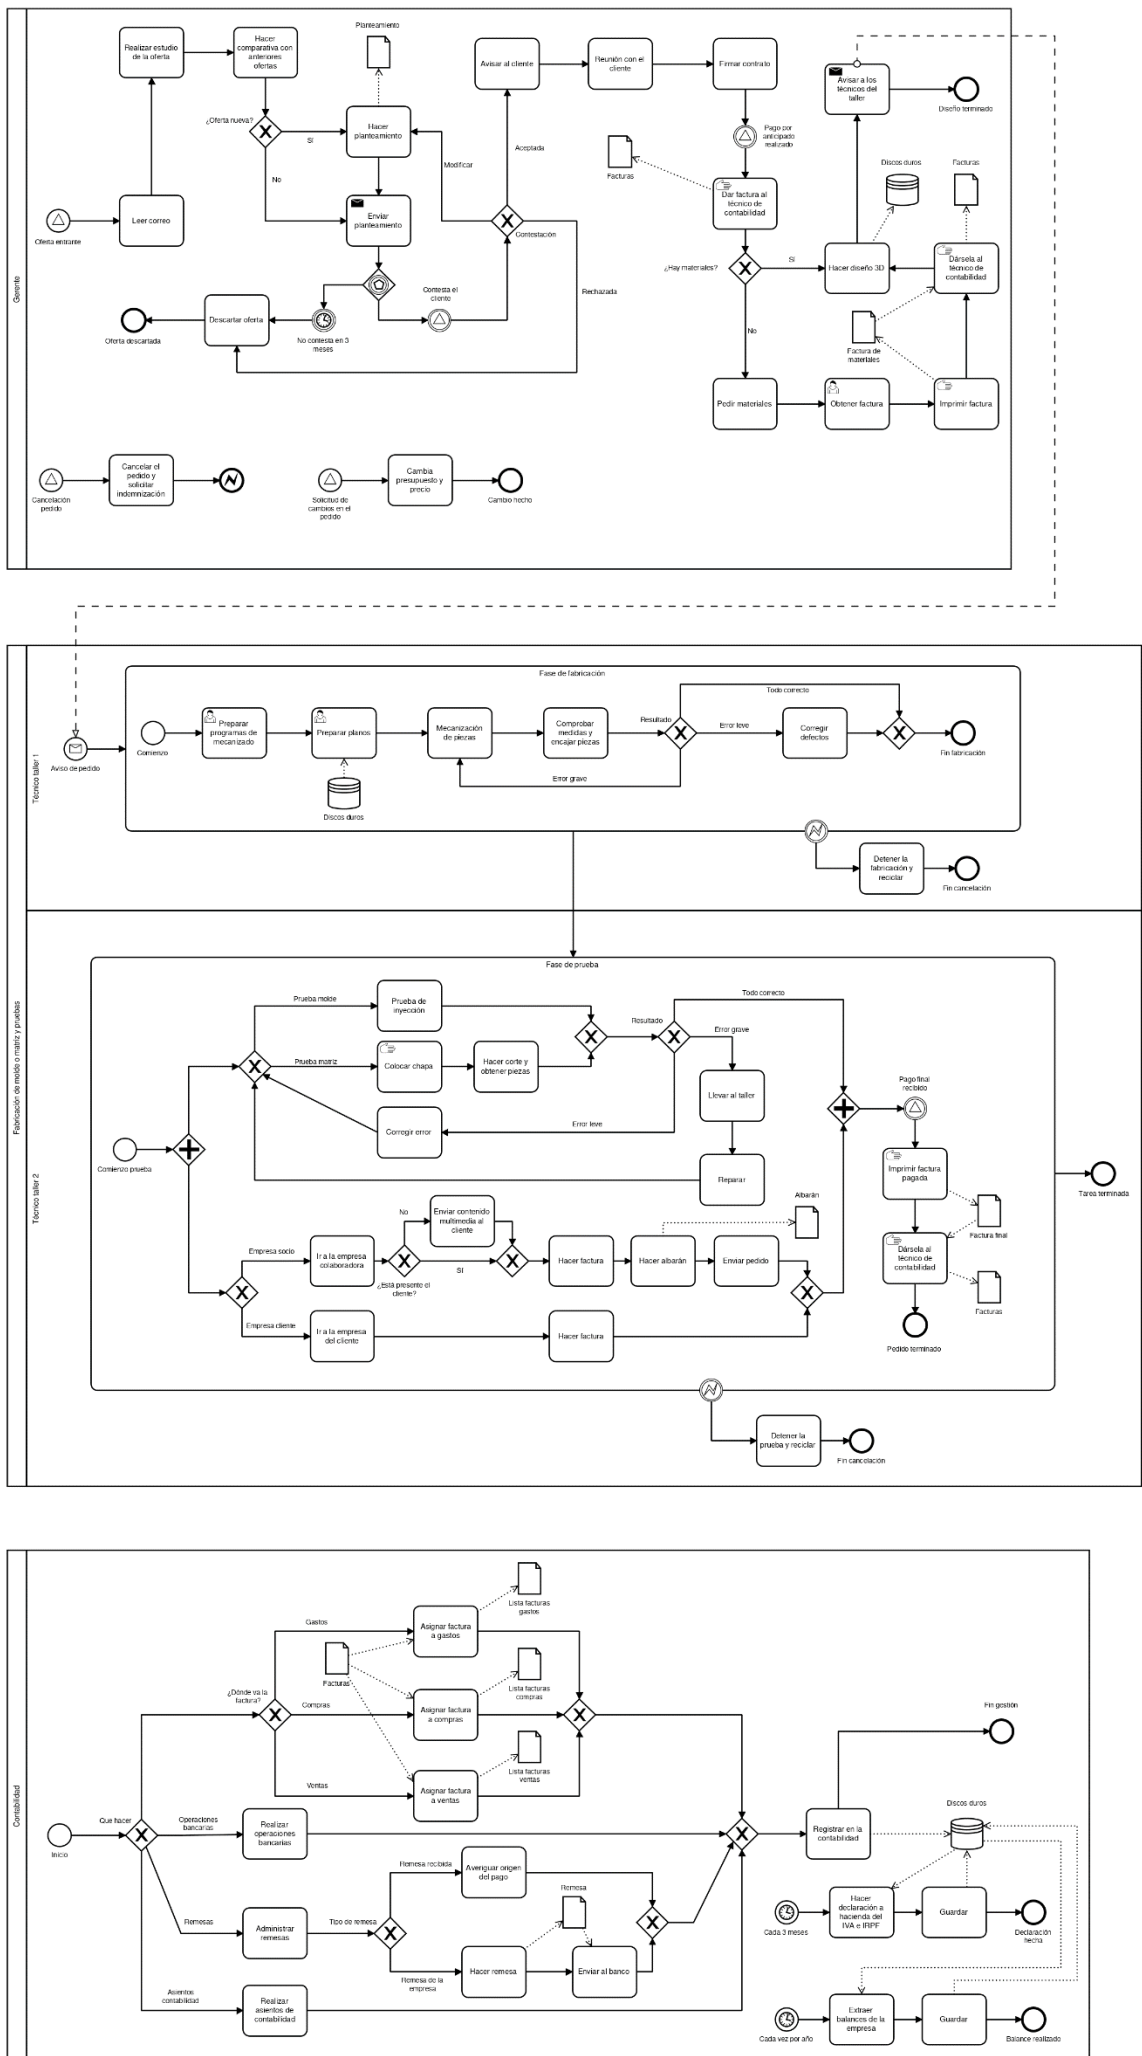 Gerente
Planteamiento
Realizar estudio
de la oferta
Hacer
comparativa con
anteriores
ofertas
Avisar al cliente
Reunión con el
cliente
Firmar contrato
Avisar a los
técnicos del
taller
Diseño terminado
¿Oferta nueva?
SI
Hacer
planteamiento
Modificar
Aceptada
Pago por
anticipado
realizado
Facturas
Discos duros
Facturas
No
Leer correo
Oferta entrante
Enviar
planteamiento
Contestación
Dar factura al
técnico de
contabilidad
¿Hay materiales?
SI
Hacer diseño 3D
Dársela al
técnico de
contabilidad
Contesta el
cliente
Rechazada
Descartar oferta
Oferta descartada
No contesta en 3
meses
No
Factura de
materiales
Pedir materiales
Obtener factura
Imprimir factura
Cancelación
pedido
Cancelar el
pedido y
solicitar
indemnización
Solicitud de
cambios en el
pedido
Cambia
presupuesto y
precio
Cambio hecho
Fabricación de molde o matriz y pruebas
Técnico taller 1
Fase de fabricación
Todo correcto
Aviso de pedido
Comienzo
Preparar
programas de
mecanizado
Preparar planos
Mecanización
de piezas
Comprobar
medidas y
encajar piezas
Resultado
Error leve
Corregir
defectos
Fin fabricación
Error grave
Discos duros
Detener la
fabricación y
reciclar
Fin cancelación
Técnico taller 2
Fase de prueba
Prueba molde
Prueba de
inyección
Todo correcto
Resultado
Error grave
Prueba matriz
Colocar chapa
Hacer corte y
obtener piezas
Llevar al taller
Pago final
recibido
Corregir error
Error leve
Comienzo prueba
Reparar
Imprimir factura
pagada
Tarea terminada
Albarán
No
Enviar contenido
multimedia al
cliente
Factura final
Empresa socio
Ir a la empresa
colaboradora
SI
¿Está presente el
cliente?
Hacer factura
Hacer albarán
Enviar pedido
Dársela al
técnico de
contabilidad
Facturas
Empresa cliente
Ir a la empresa
del cliente
Hacer factura
Pedido terminado
Detener la
prueba y reciclar
Fin cancelación
Contabilidad
Lista facturas
gastos
Gastos
Asignar factura
a gastos
Facturas
¿Dónde va la
factura?
Compras
Asignar factura
a compras
Lista facturas
compras
Fin gestión
Ventas
Asignar factura
a ventas
Lista facturas
ventas
Inicio
Que hacer
Operaciones
bancarias
Realizar
operaciones
bancarias
Registrar en la
contabilidad
Discos duros
Remesa recibida
Averiguar origen
del pago
Remesa
Remesas
Administrar
remesas
Tipo de remesa
Cada 3 meses
Hacer
declaración a
hacienda del
IVA e IRPF
Guardar
Declaración
hecha
Remesa de la
empresa
Hacer remesa
Enviar al banco
Asientos
contabilidad
Realizar
asientos de
contabilidad
Cada vez por año
Extraer
balances de la
empresa
Guardar
Balance realizado